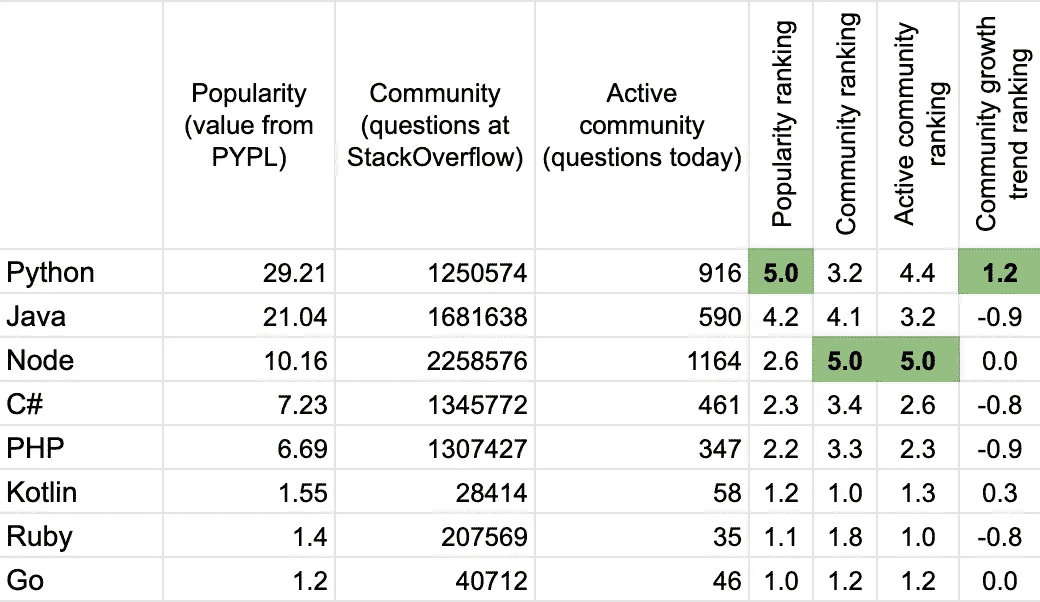 Popularity (value from PYPL) Community (questions at StackOverflow) Active community (questions today) Popularity ranking Community ranking Active community ranking Community growth trend ranking
Python 29.21 1250574 916 5.0 3.2 4.4 1.2
Java 21.04 1681638 590 4.2 4.1 3.2 -0.9
Node 10.16 2258576 1164 2.6 5.0 5.0 0.0
C# 7.23 1345772 461 2.3 3.4 2.6 -0.8
PHP 6.69 1307427 347 2.2 3.3 2.3 -0.9
Kotlin 1.55 28414 58 1.2 1.0 1.3 0.3
Ruby 1.4 207569 35 1.1 1.8 1.0 -0.8
Go 1.2 40712 46 1.0 1.2 1.2 0.0